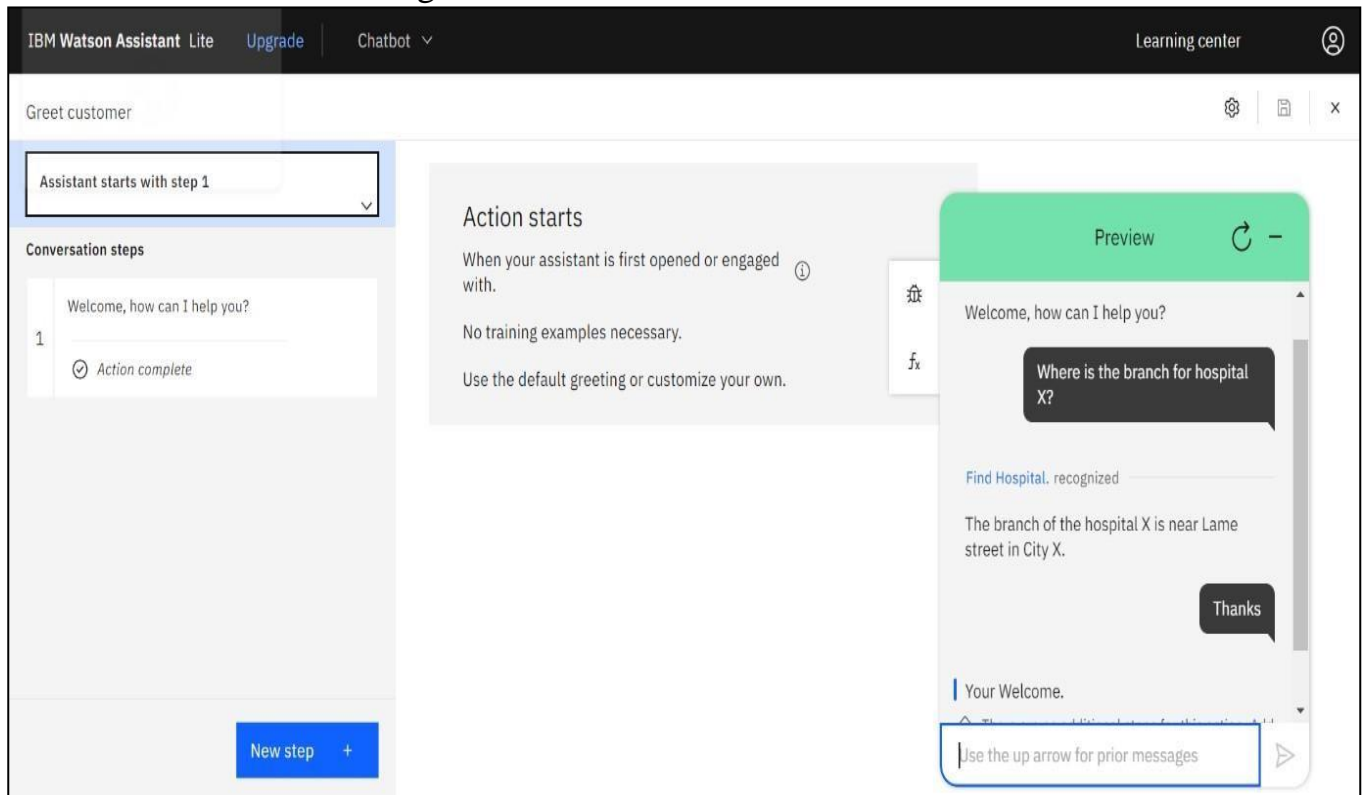 IBM Watson Assistant Lite Upgrade Chatbot Learning center
Greet customer
Assistant starts with step 1
Conversation steps
1
Welcome, how can I help you?
Action complete
New step +
Action starts
When your assistant is first opened or engaged
with.
No training examples necessary.
Use the default greeting or customize your own.
fx
Preview
Welcome, how can I help you?
Where is the branch for hospital
X?
Find Hospital. recognized
The branch of the hospital X is near Lame
street in City X.
Thanks
Your Welcome.
Use the up arrow for prior messages